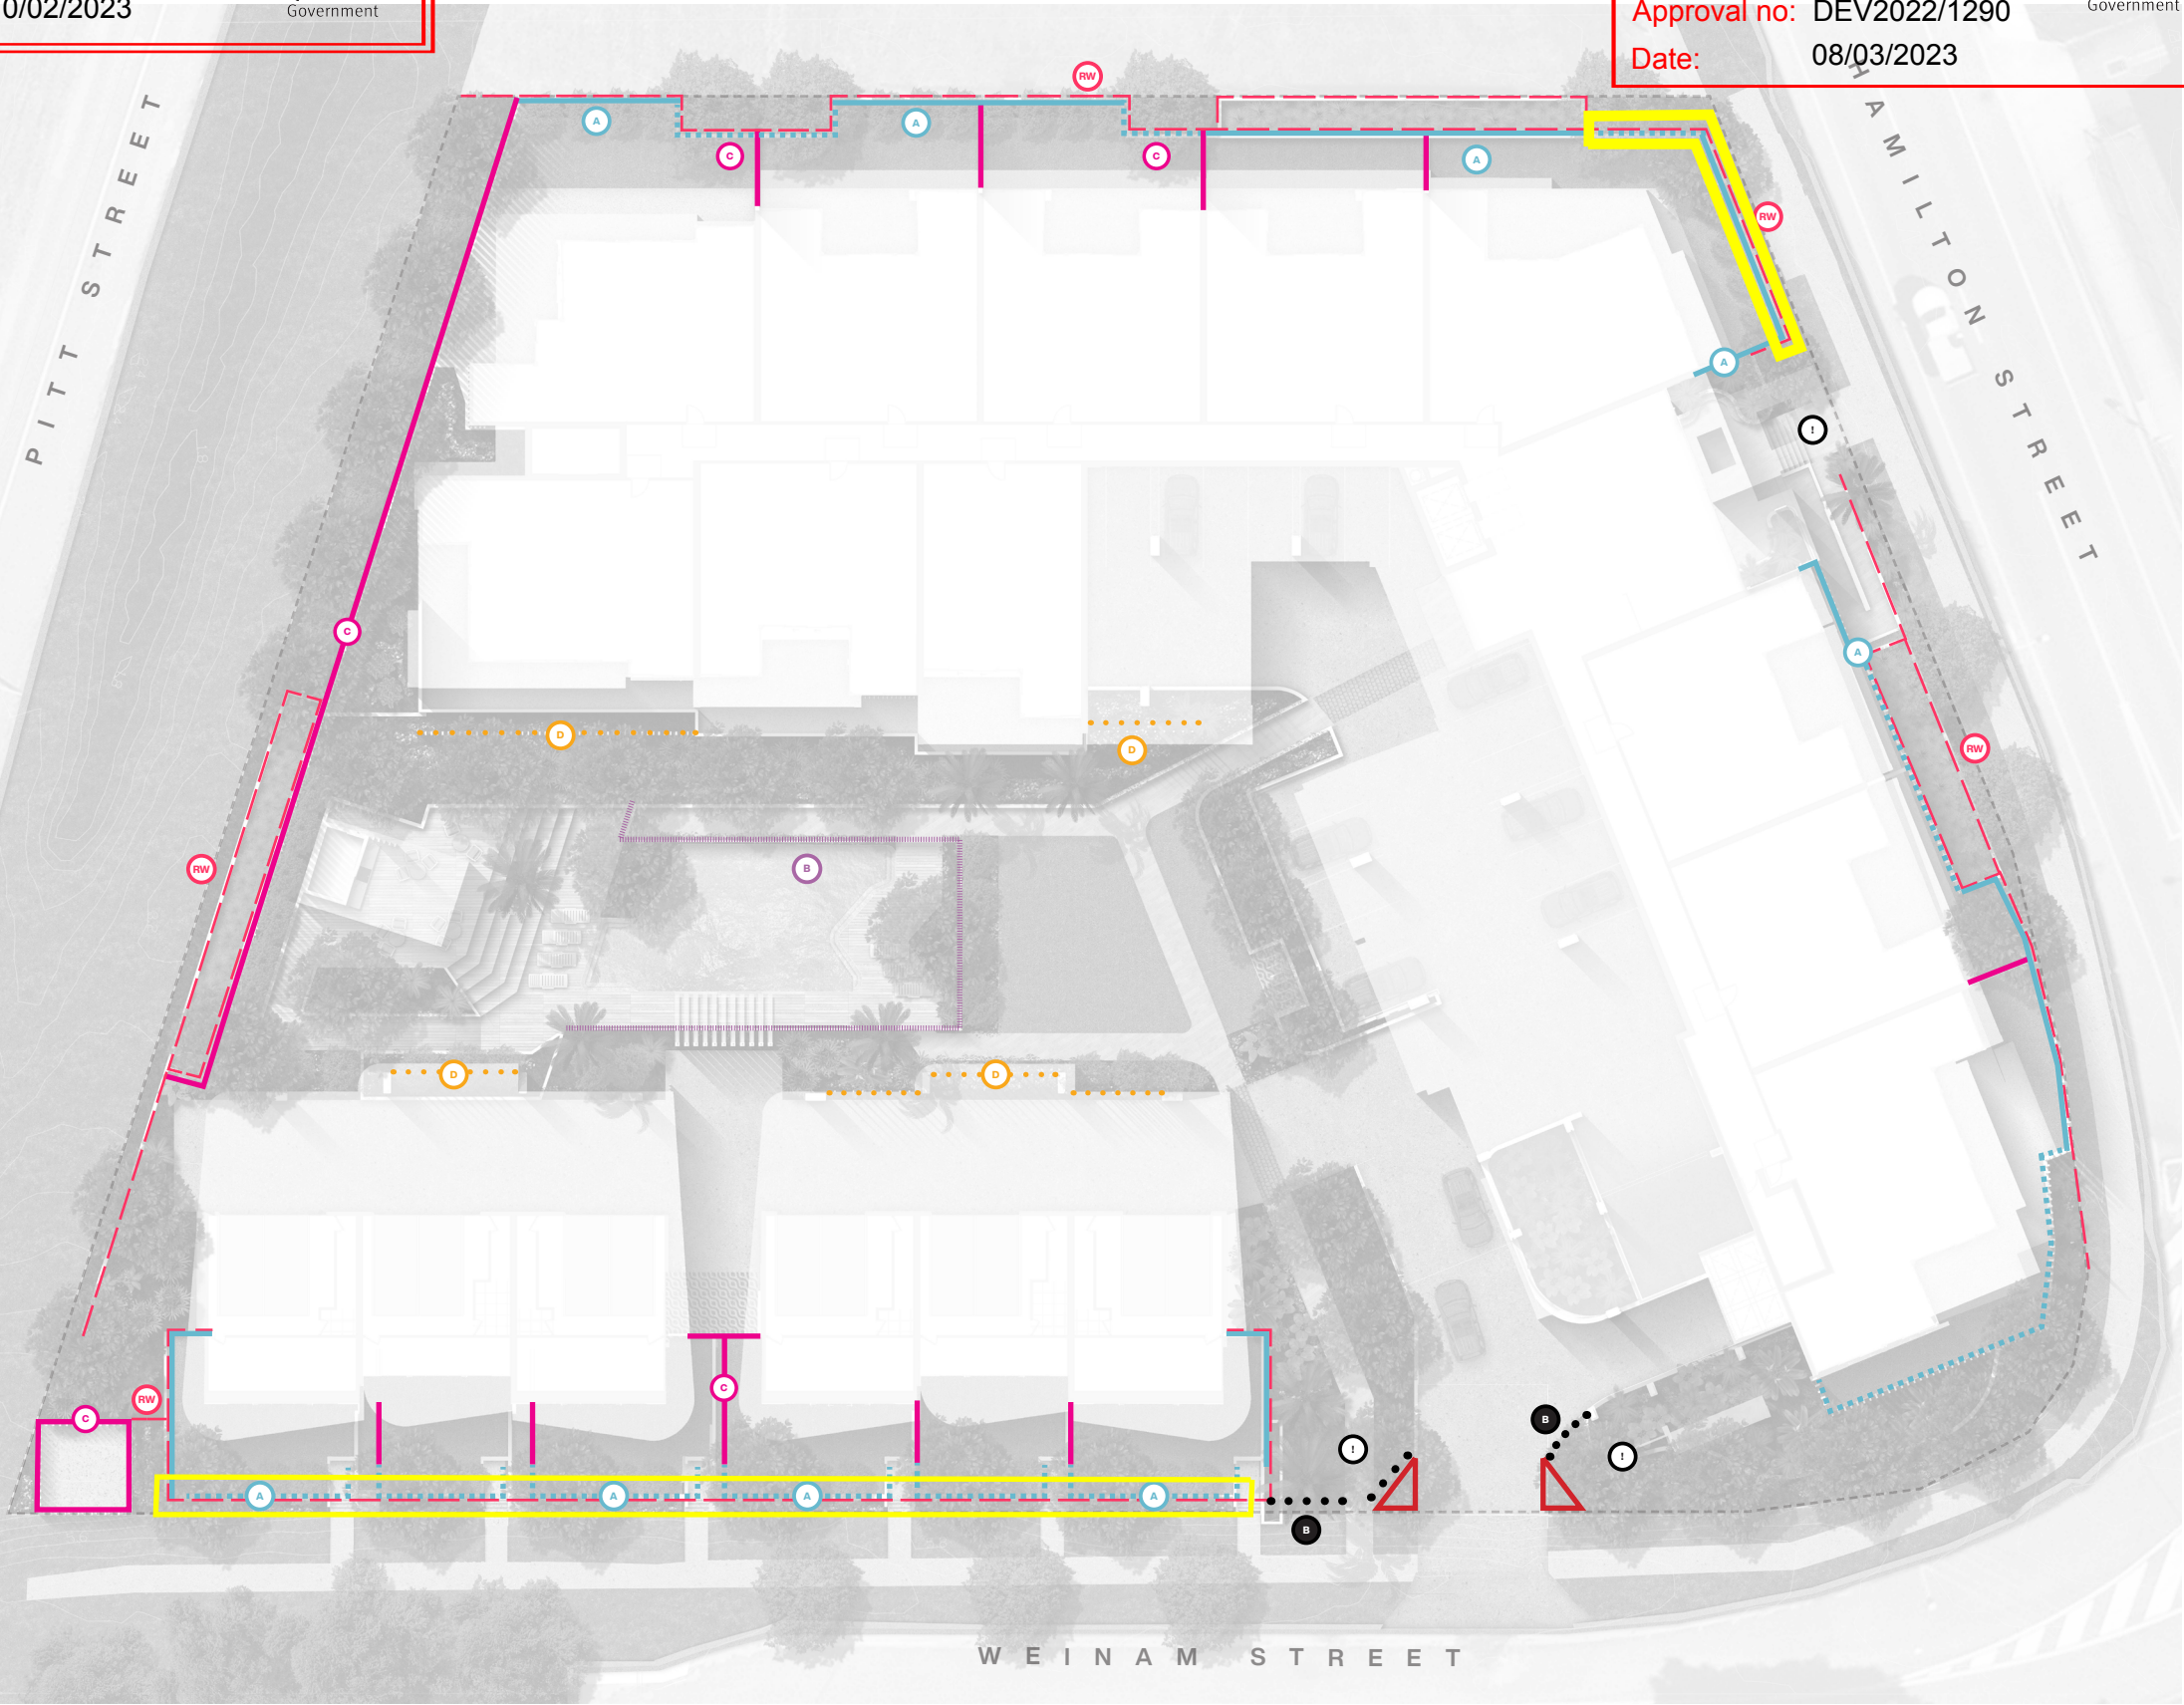 0/02/2023
Government
Approval no: DEV2022/1290
Government
Date: 08/03/2023
PITT STREET
HAMILTON STREET
RW
A
A
C
C
A
RW
A
!
C
A
D
D
RW
RW
B
D
D
C
RW
C
B
!
!
A
A
A
A
B
WEINAM STREET